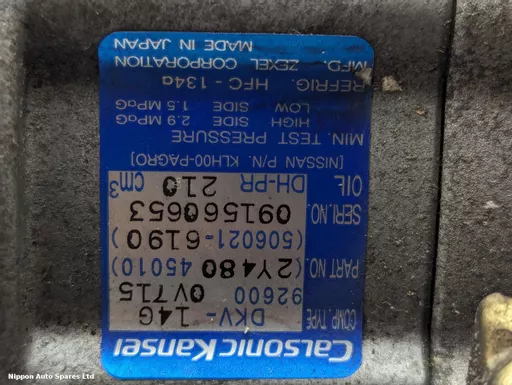 Calsonic Kansei
COMP. TYPE DKV-14G
92600 0V715
PART NO. (2Y480 45010)
(506021-6190)
SERI.NO. 091560653
OIL DH-PR 210 cm³
[NISSAN P/N. KLH00-PAGRO]
MIN. TEST PRESSURE
HIGH SIDE 2.9 MPaG
LOW SIDE 1.5 MPaG
REFRIG. HFC-134a
MFD. ZEXEL CORPORATION
MADE IN JAPAN
Nippon Auto Spares Ltd